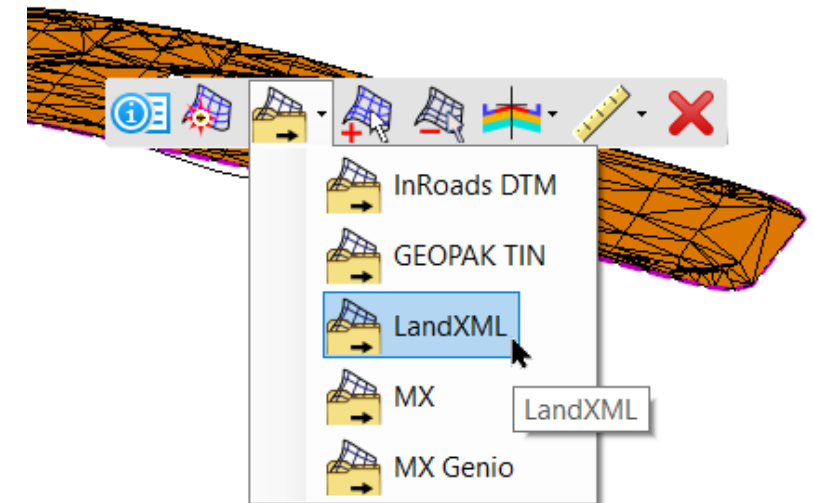 InRoads DTM
GEOPAK TIN
LandXML
MX
LandXML
MX Genio